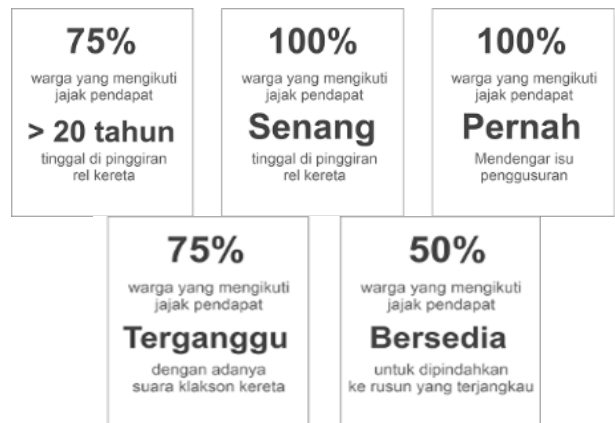 75%
warga yang mengikuti
jajak pendapat
> 20 tahun
tinggal di pinggiran
rel kereta
100%
warga yang mengikuti
jajak pendapat
Senang
tinggal di pinggiran
rel kereta
100%
warga yang mengikuti
jajak pendapat
Pernah
Mendengar isu
penggusuran
75%
warga yang mengikuti
jajak pendapat
Terganggu
dengan adanya
suara klakson kereta
50%
warga yang mengikuti
jajak pendapat
Bersedia
untuk dipindahkan
ke rusun yang terjangkau